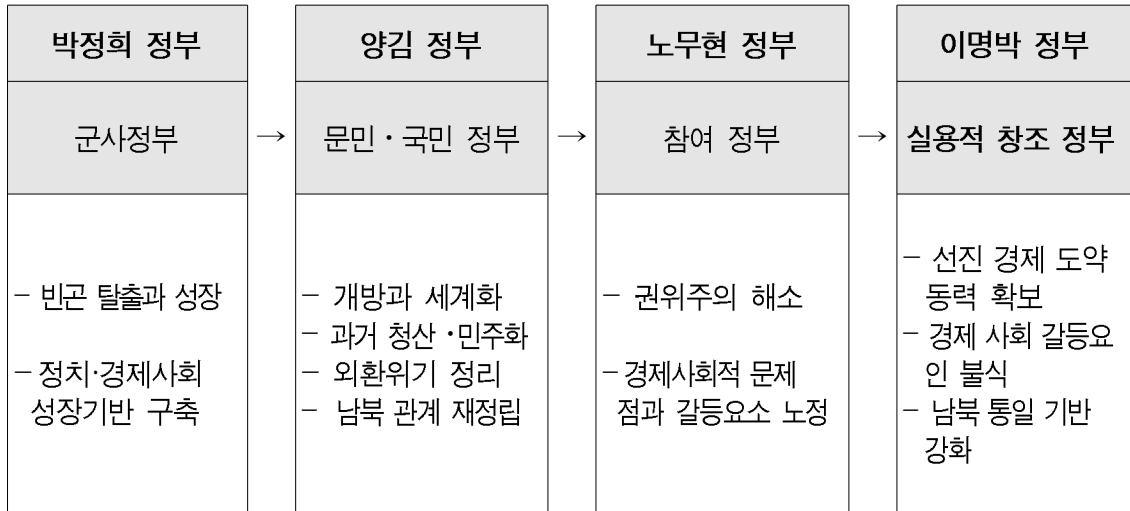 박정희 정부
군사정부
– 빈곤 탈출과 성장
– 정치·경제사회
성장기반 구축
→
양김 정부
문민·국민 정부
– 개방과 세계화
– 과거 청산 ·민주화
– 외환위기 정리
– 남북 관계 재정립
→
노무현 정부
참여 정부
– 권위주의 해소
– 경제사회적 문제
점과 갈등요소 노정
→
이명박 정부
실용적 창조 정부
– 선진 경제 도약
동력 확보
– 경제 사회 갈등요
인 불식
– 남북 통일 기반
강화